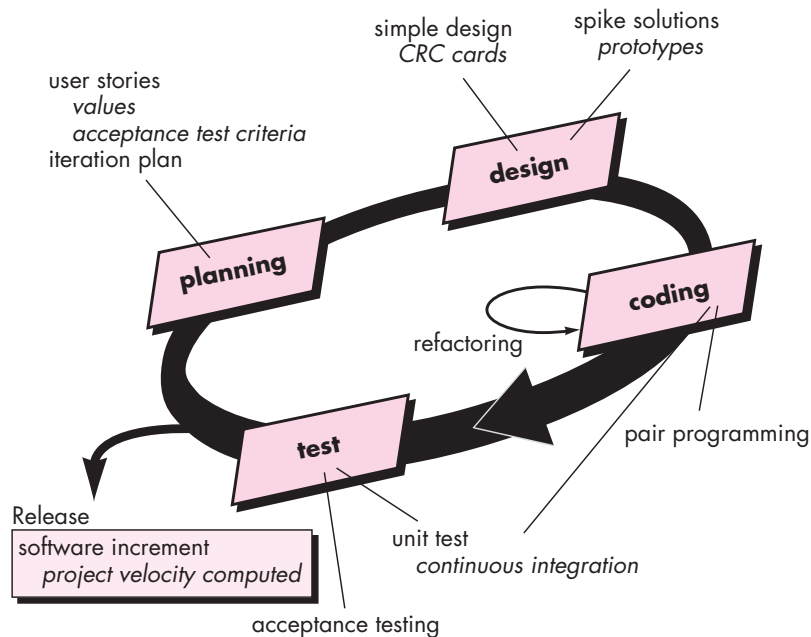 simple design
CRC cards
spike solutions
prototypes
user stories
values
acceptance test criteria
iteration plan
design
planning
coding
refactoring
pair programming
test
Release
software increment
project velocity computed
unit test
continuous integration
acceptance testing